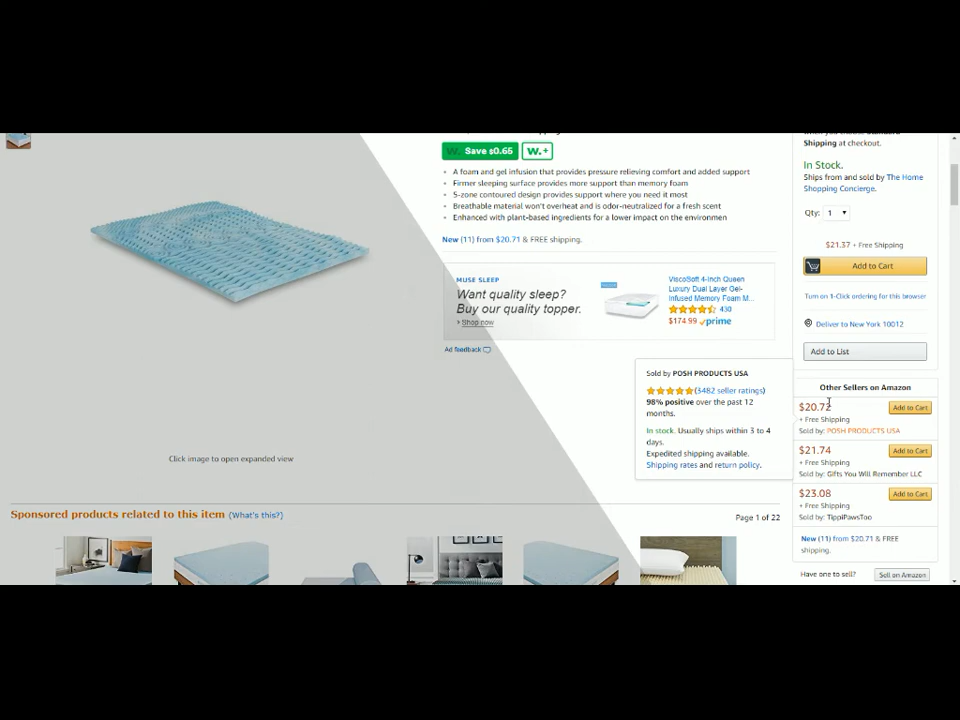 Shipping at checkout.
In Stock.
Ships from and sold by The Home
Shopping Concierge.
Qty: 1
$21.37 + Free Shipping
Add to Cart
Turn on 1-Click ordering for this browser
Deliver to New York 10012
Add to List
Save $0.65
W.+
A foam and gel infusion that provides pressure relieving comfort and added support
Firmer sleeping surface provides more support than memory foam
5-zone contoured design provides support where you need it most
Breathable material won't overheat and is odor-neutralized for a fresh scent
Enhanced with plant-based ingredients for a lower impact on the environmen
New (11) from $20.71 & FREE shipping.
MUSE SLEEP
Want quality sleep?
Buy our quality topper.
› Shop now
ViscoSoft 4-Inch Queen
Luxury Dual Layer Gel-
Infused Memory Foam M...
430
$174.99 prime
Ad feedback
Sold by POSH PRODUCTS USA
(3482 seller ratings)
98% positive over the past 12
months.
In stock. Usually ships within 3 to 4
days.
Expedited shipping available.
Shipping rates and return policy.
Other Sellers on Amazon
$20.72
Add to Cart
+ Free Shipping
Sold by: POSH PRODUCTS USA
$21.74
Add to Cart
+ Free Shipping
Sold by: Gifts You Will Remember LLC
$23.08
Add to Cart
+ Free Shipping
Sold by: TippiPawsToo
New (11) from $20.71 & FREE
shipping.
Have one to sell?
Sell on Amazon
Click image to open expanded view
Sponsored products related to this item (What's this?)
Page 1 of 22